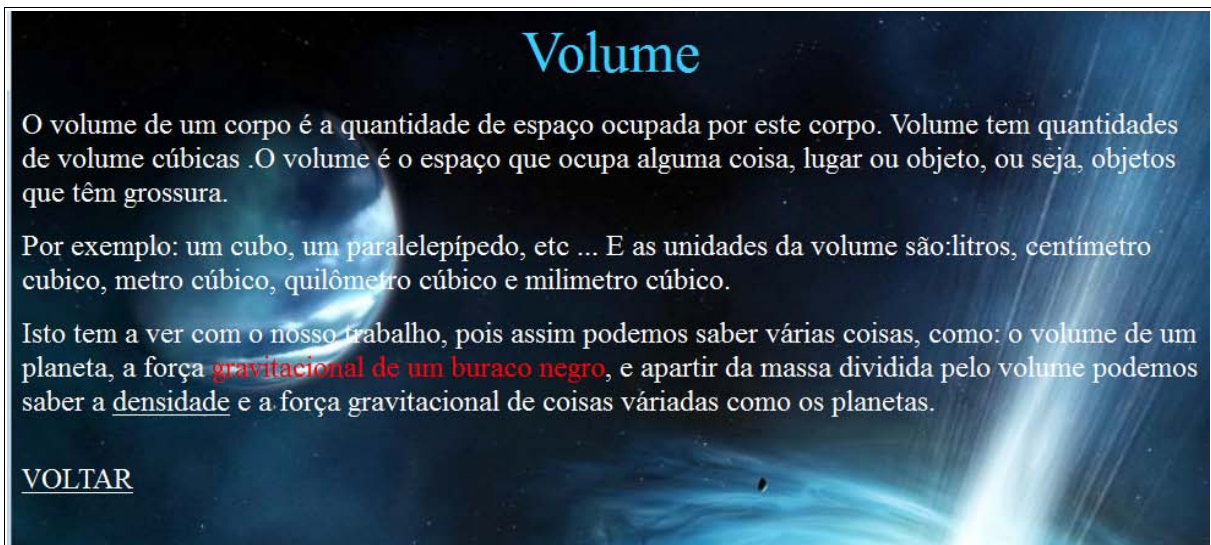 Volume
O volume de um corpo é a quantidade de espaço ocupada por este corpo. Volume tem quantidades
de volume cúbicas .O volume é o espaço que ocupa alguma coisa, lugar ou objeto, ou seja, objetos
que têm grossura.
Por exemplo: um cubo, um paralelepípedo, etc ... E as unidades da volume são:litros, centímetro
cubico, metro cúbico, quilômetro cúbico e milimetro cúbico.
Isto tem a ver com o nosso trabalho, pois assim podemos saber várias coisas, como: o volume de um
planeta, a força gravitacional de um buraco negro, e apartir da massa dividida pelo volume podemos
saber a densidade e a força gravitacional de coisas váriadas como os planetas.
VOLTAR